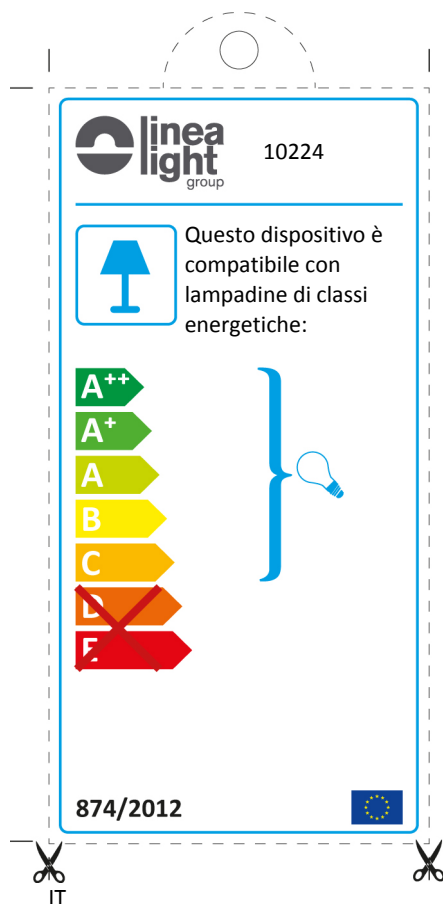 linea
light
group
10224
Questo dispositivo è
compatibile con
lampadine di classi
energetiche:
A++
A+
A
B
C
D
E
874/2012
IT